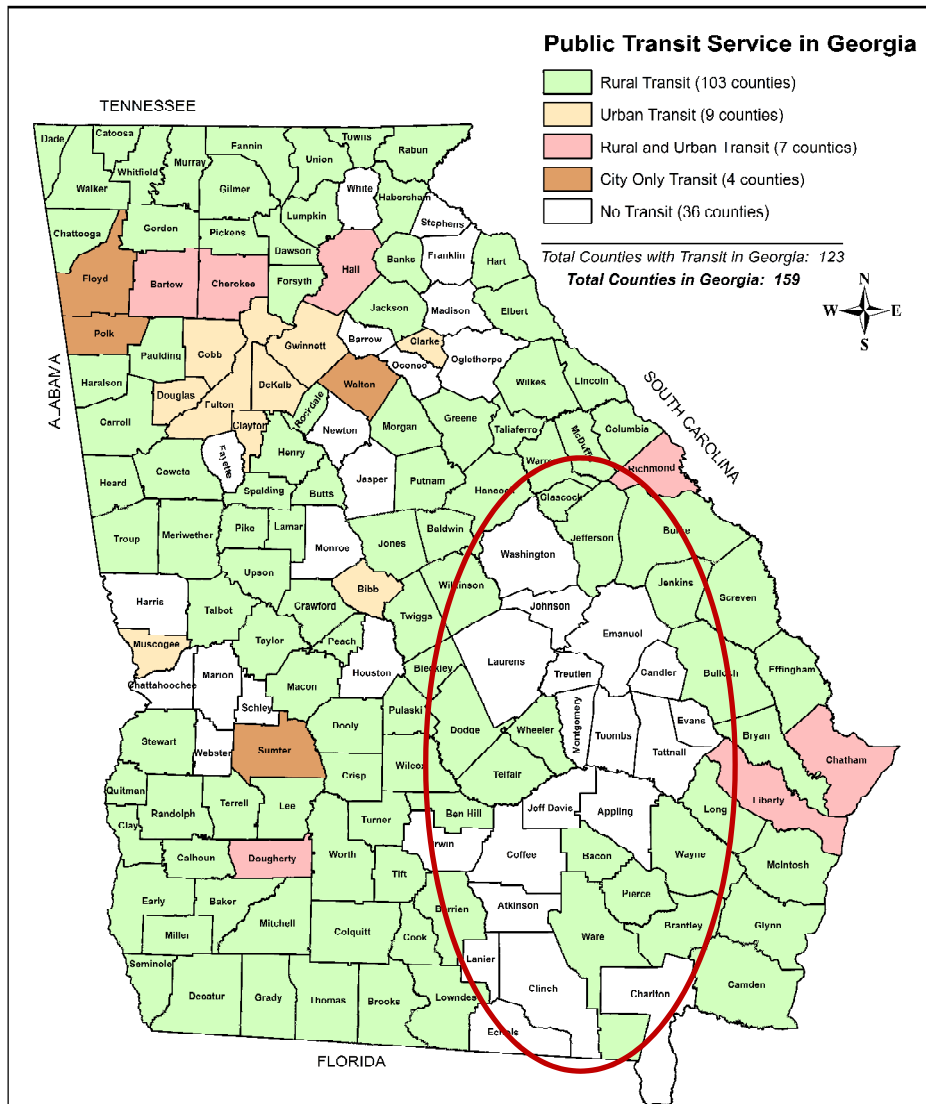 Public Transit Service in Georgia
Rural Transit (103 counties)
Urban Transit (9 counties)
Rural and Urban Transit (7 counties)
City Only Transit (4 counties)
No Transit (36 counties)
Total Counties with Transit in Georgia: 123
Total Counties in Georgia: 159
N
W E
S
TENNESSEE
ALABAMA
SOUTH CAROLINA
FLORIDA
Dade
Catoosa
Whitfield
Murray
Fannin
Union
Towns
Rabun
Walker
Gilmer
White
Habersham
Stephens
Lumpkin
Chattooga
Gordon
Pickens
Dawson
Banks
Franklin
Hart
Floyd
Bartow
Cherokee
Forsyth
Hall
Jackson
Madison
Elbert
Polk
Paulding
Cobb
Gwinnett
Barrow
Clarke
Oconee
Oglethorpe
Haralson
Douglas
Fulton
DeKalb
Rockdale
Walton
Wilkes
Lincoln
Carroll
Clayton
Fayette
Henry
Newton
Morgan
Greene
Taliaferro
McDuff
Columbia
Heard
Coweta
Spalding
Butts
Jasper
Putnam
Hancock
Warre
Richmond
Glascock
Troup
Meriwether
Pike
Lamar
Monroe
Jones
Baldwin
Washington
Jefferson
Burke
Upson
Bibb
Wilkinson
Jenkins
Screven
Harris
Talbot
Crawford
Twiggs
Johnson
Emanuel
Muscogee
Taylor
Peach
Houston
Bleckley
Laurens
Treutlen
Candler
Bulloch
Effingham
Chattahoochee
Marion
Schley
Macon
Pulaski
Dodge
Wheeler
Montgomery
Toombs
Evans
Tattnall
Bryan
Chatham
Stewart
Webster
Sumter
Dooly
Crisp
Wilcox
Telfair
Liberty
Quitman
Randolph
Terrell
Lee
Turner
Ben Hill
Jeff Davis
Appling
Long
Clay
Calhoun
Dougherty
Worth
Tift
Irwin
Coffee
Bacon
Wayne
McIntosh
Early
Baker
Mitchell
Miller
Colquitt
Cook
Berrien
Atkinson
Ware
Pierce
Brantley
Glynn
Seminole
Decatur
Grady
Thomas
Brooks
Lowndes
Lanier
Clinch
Echols
Charlton
Camden